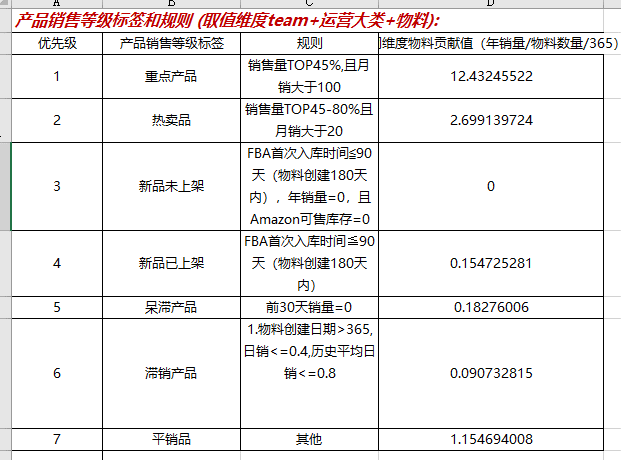 A B C D
产品销售等级标签和规则 (取值维度team+运营大类+物料):
优先级 产品销售等级标签 规则 维度物料贡献值（年销量/物料数量/365）
1 重点产品 销售量TOP45%,且月
销大于100 12.43245522
2 热卖品 销售量TOP45-80%且
月销大于20 2.699139724
3 新品未上架 FBA首次入库时间≦90
天（物料创建180天
内），年销量=0，且
Amazon可售库存=0 0
4 新品已上架 FBA首次入库时间≦90
天（物料创建180天
内） 0.154725281
5 呆滞产品 前30天销量=0 0.18276006
6 滞销产品 1.物料创建日期>365,
日销<=0.4,历史平均日
销<=0.8 0.090732815
7 平销品 其他 1.154694008